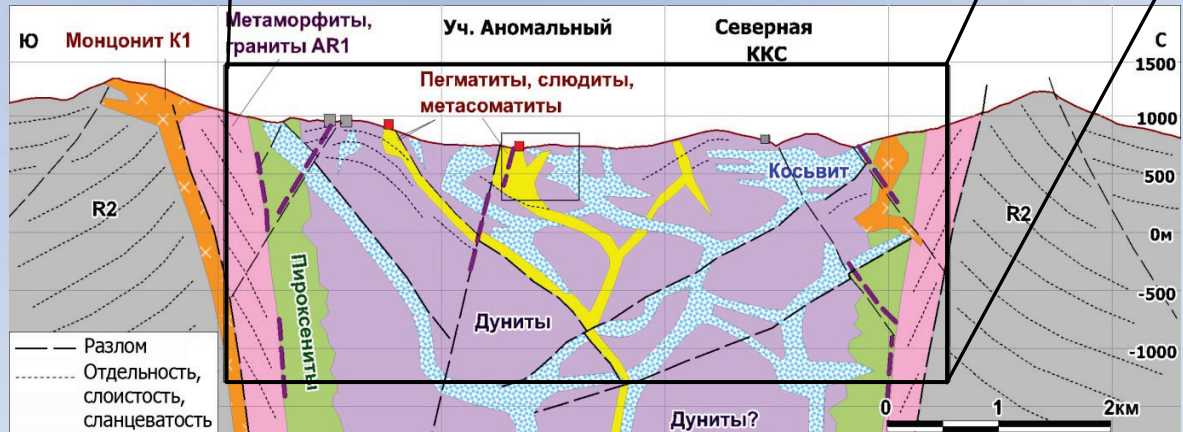 Ю
Монцонит К1
Метаморфиты,
граниты AR1
Уч. Аномальный
Северная
ККС
С
Пегматиты, слюдиты,
метасоматиты
1500
1000
500
0м
-500
-1000
Косьвит
R2
R2
Пироксениты
Дуниты
Дуниты?
Разлом
Отдельность,
слоистость,
сланцеватость
0 1 2км